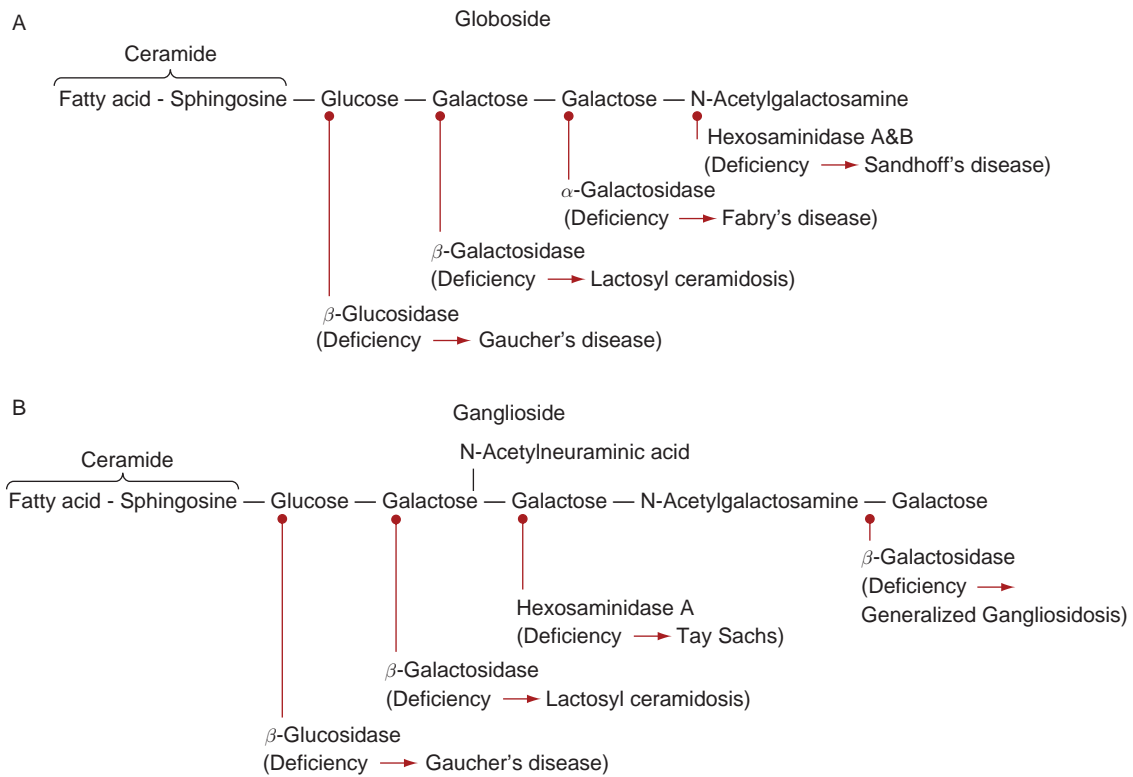 A
Globoside
Ceramide
Fatty acid - Sphingosine — Glucose — Galactose — Galactose — N-Acetylgalactosamine
Hexosaminidase A&B
(Deficiency → Sandhoff's disease)
α-Galactosidase
(Deficiency → Fabry's disease)
β-Galactosidase
(Deficiency → Lactosyl ceramidosis)
β-Glucosidase
(Deficiency → Gaucher's disease)
B
Ganglioside
N-Acetylneuraminic acid
Ceramide
Fatty acid - Sphingosine — Glucose — Galactose — Galactose — N-Acetylgalactosamine — Galactose
β-Galactosidase
(Deficiency →
Generalized Gangliosidosis)
Hexosaminidase A
(Deficiency → Tay Sachs)
β-Galactosidase
(Deficiency → Lactosyl ceramidosis)
β-Glucosidase
(Deficiency → Gaucher's disease)